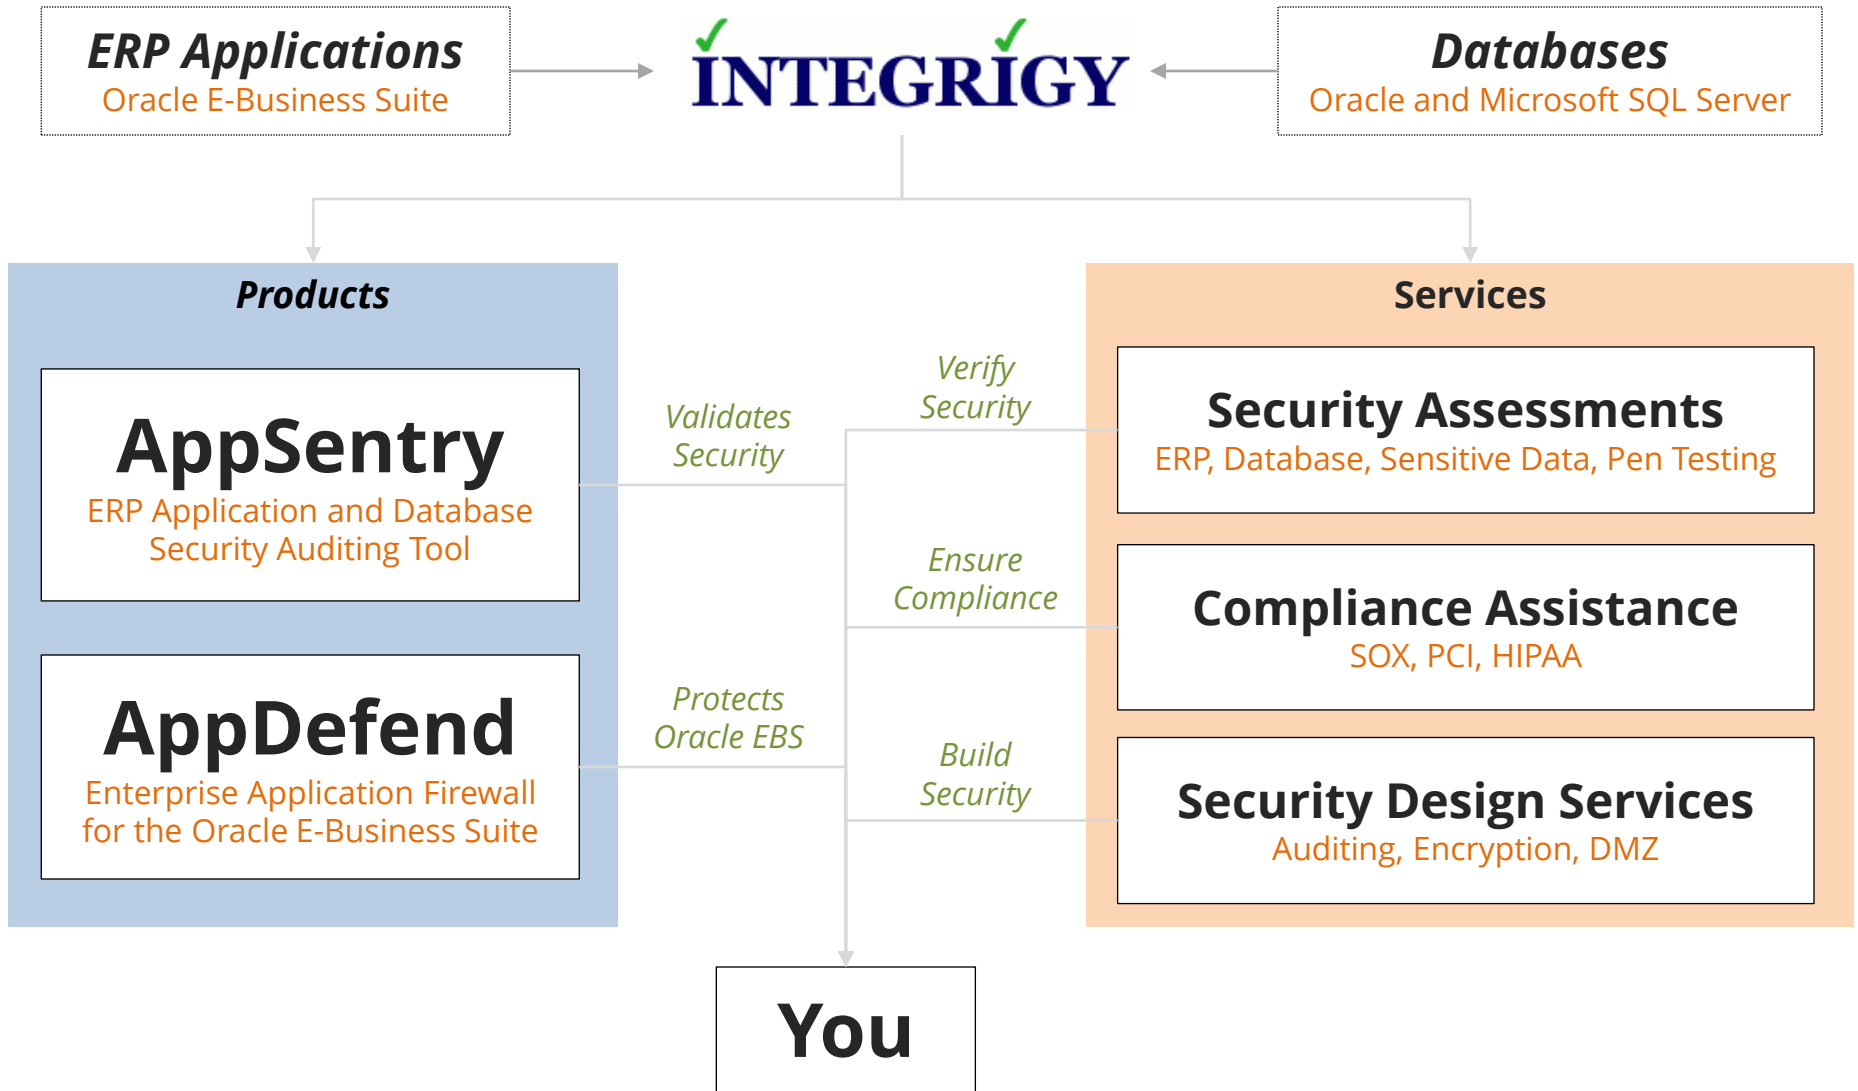 ERP Applications
Oracle E-Business Suite
INTEGRIGY
Databases
Oracle and Microsoft SQL Server
Products
AppSentry
ERP Application and Database
Security Auditing Tool
AppDefend
Enterprise Application Firewall
for the Oracle E-Business Suite
Validates
Security
Protects
Oracle EBS
Verify
Security
Ensure
Compliance
Build
Security
Services
Security Assessments
ERP, Database, Sensitive Data, Pen Testing
Compliance Assistance
SOX, PCI, HIPAA
Security Design Services
Auditing, Encryption, DMZ
You